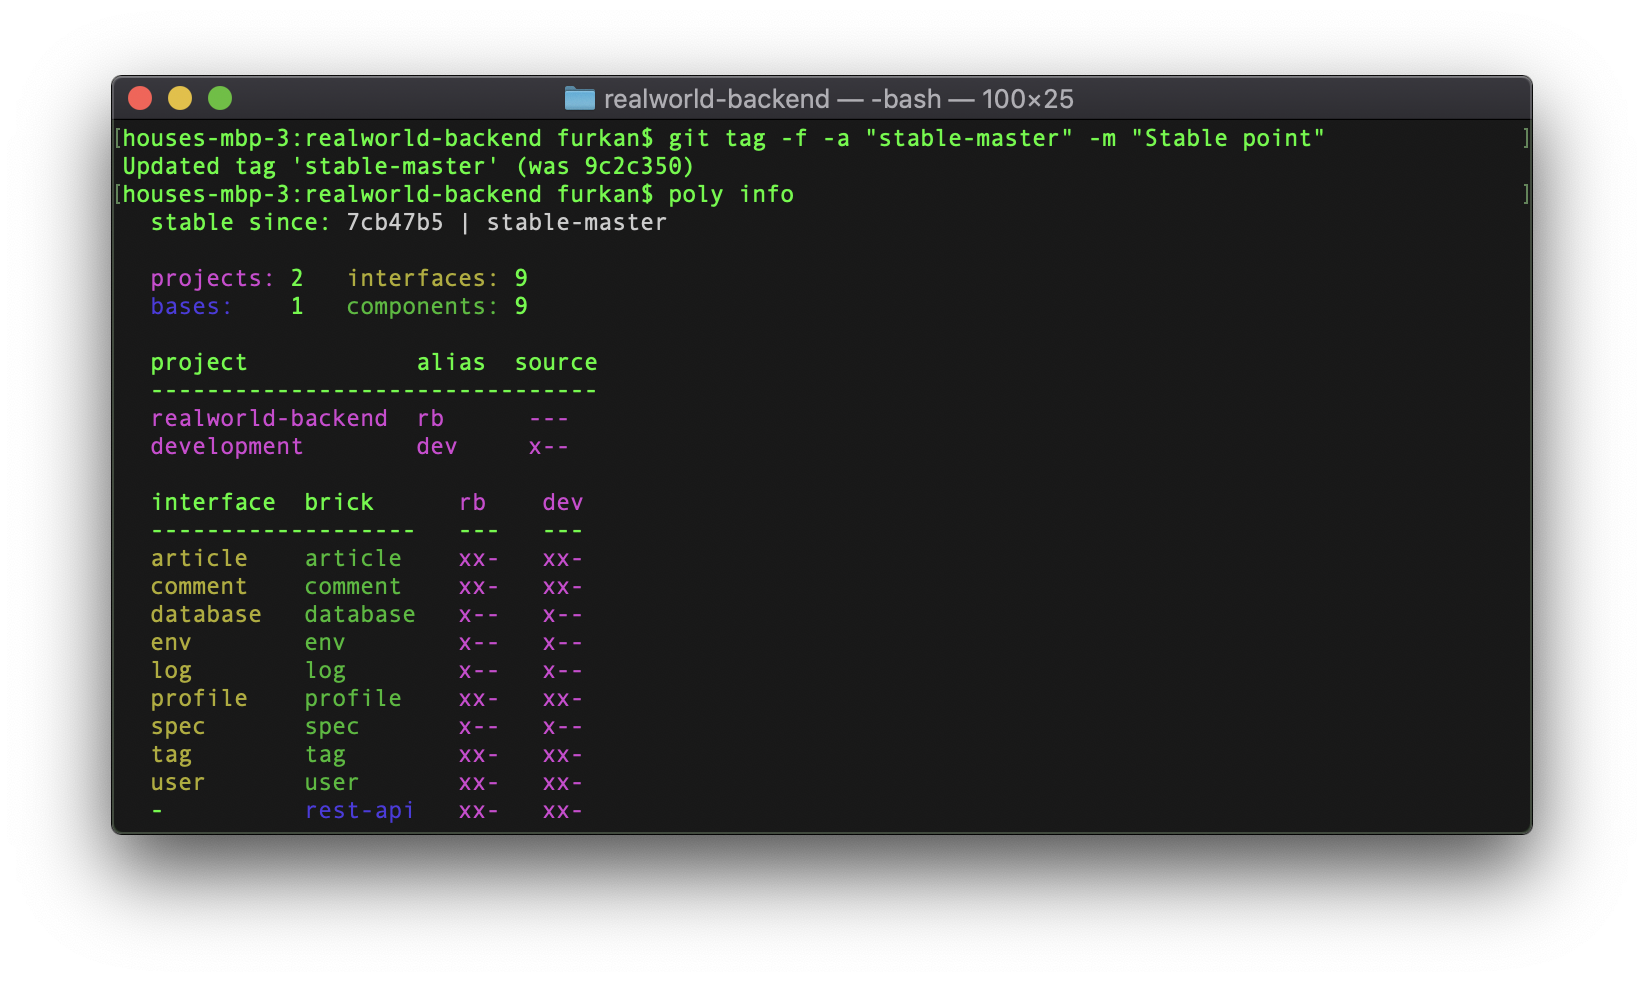 realworld-backend — -bash — 100×25
[houses-mbp-3:realworld-backend furkan$ git tag -f -a "stable-master" -m "Stable point" ]
Updated tag 'stable-master' (was 9c2c350)
[houses-mbp-3:realworld-backend furkan$ poly info ]
  stable since: 7cb47b5 | stable-master

  projects: 2   interfaces: 9
  bases:    1   components: 9

  project            alias  source
  --------------------------------
  realworld-backend  rb      ---
  development        dev     x--

  interface  brick      rb    dev
  -------------------   ---   ---
  article    article    xx-   xx-
  comment    comment    xx-   xx-
  database   database   x--   x--
  env        env        x--   x--
  log        log        x--   x--
  profile    profile    xx-   xx-
  spec       spec       x--   x--
  tag        tag        xx-   xx-
  user       user       xx-   xx-
  -          rest-api   xx-   xx-